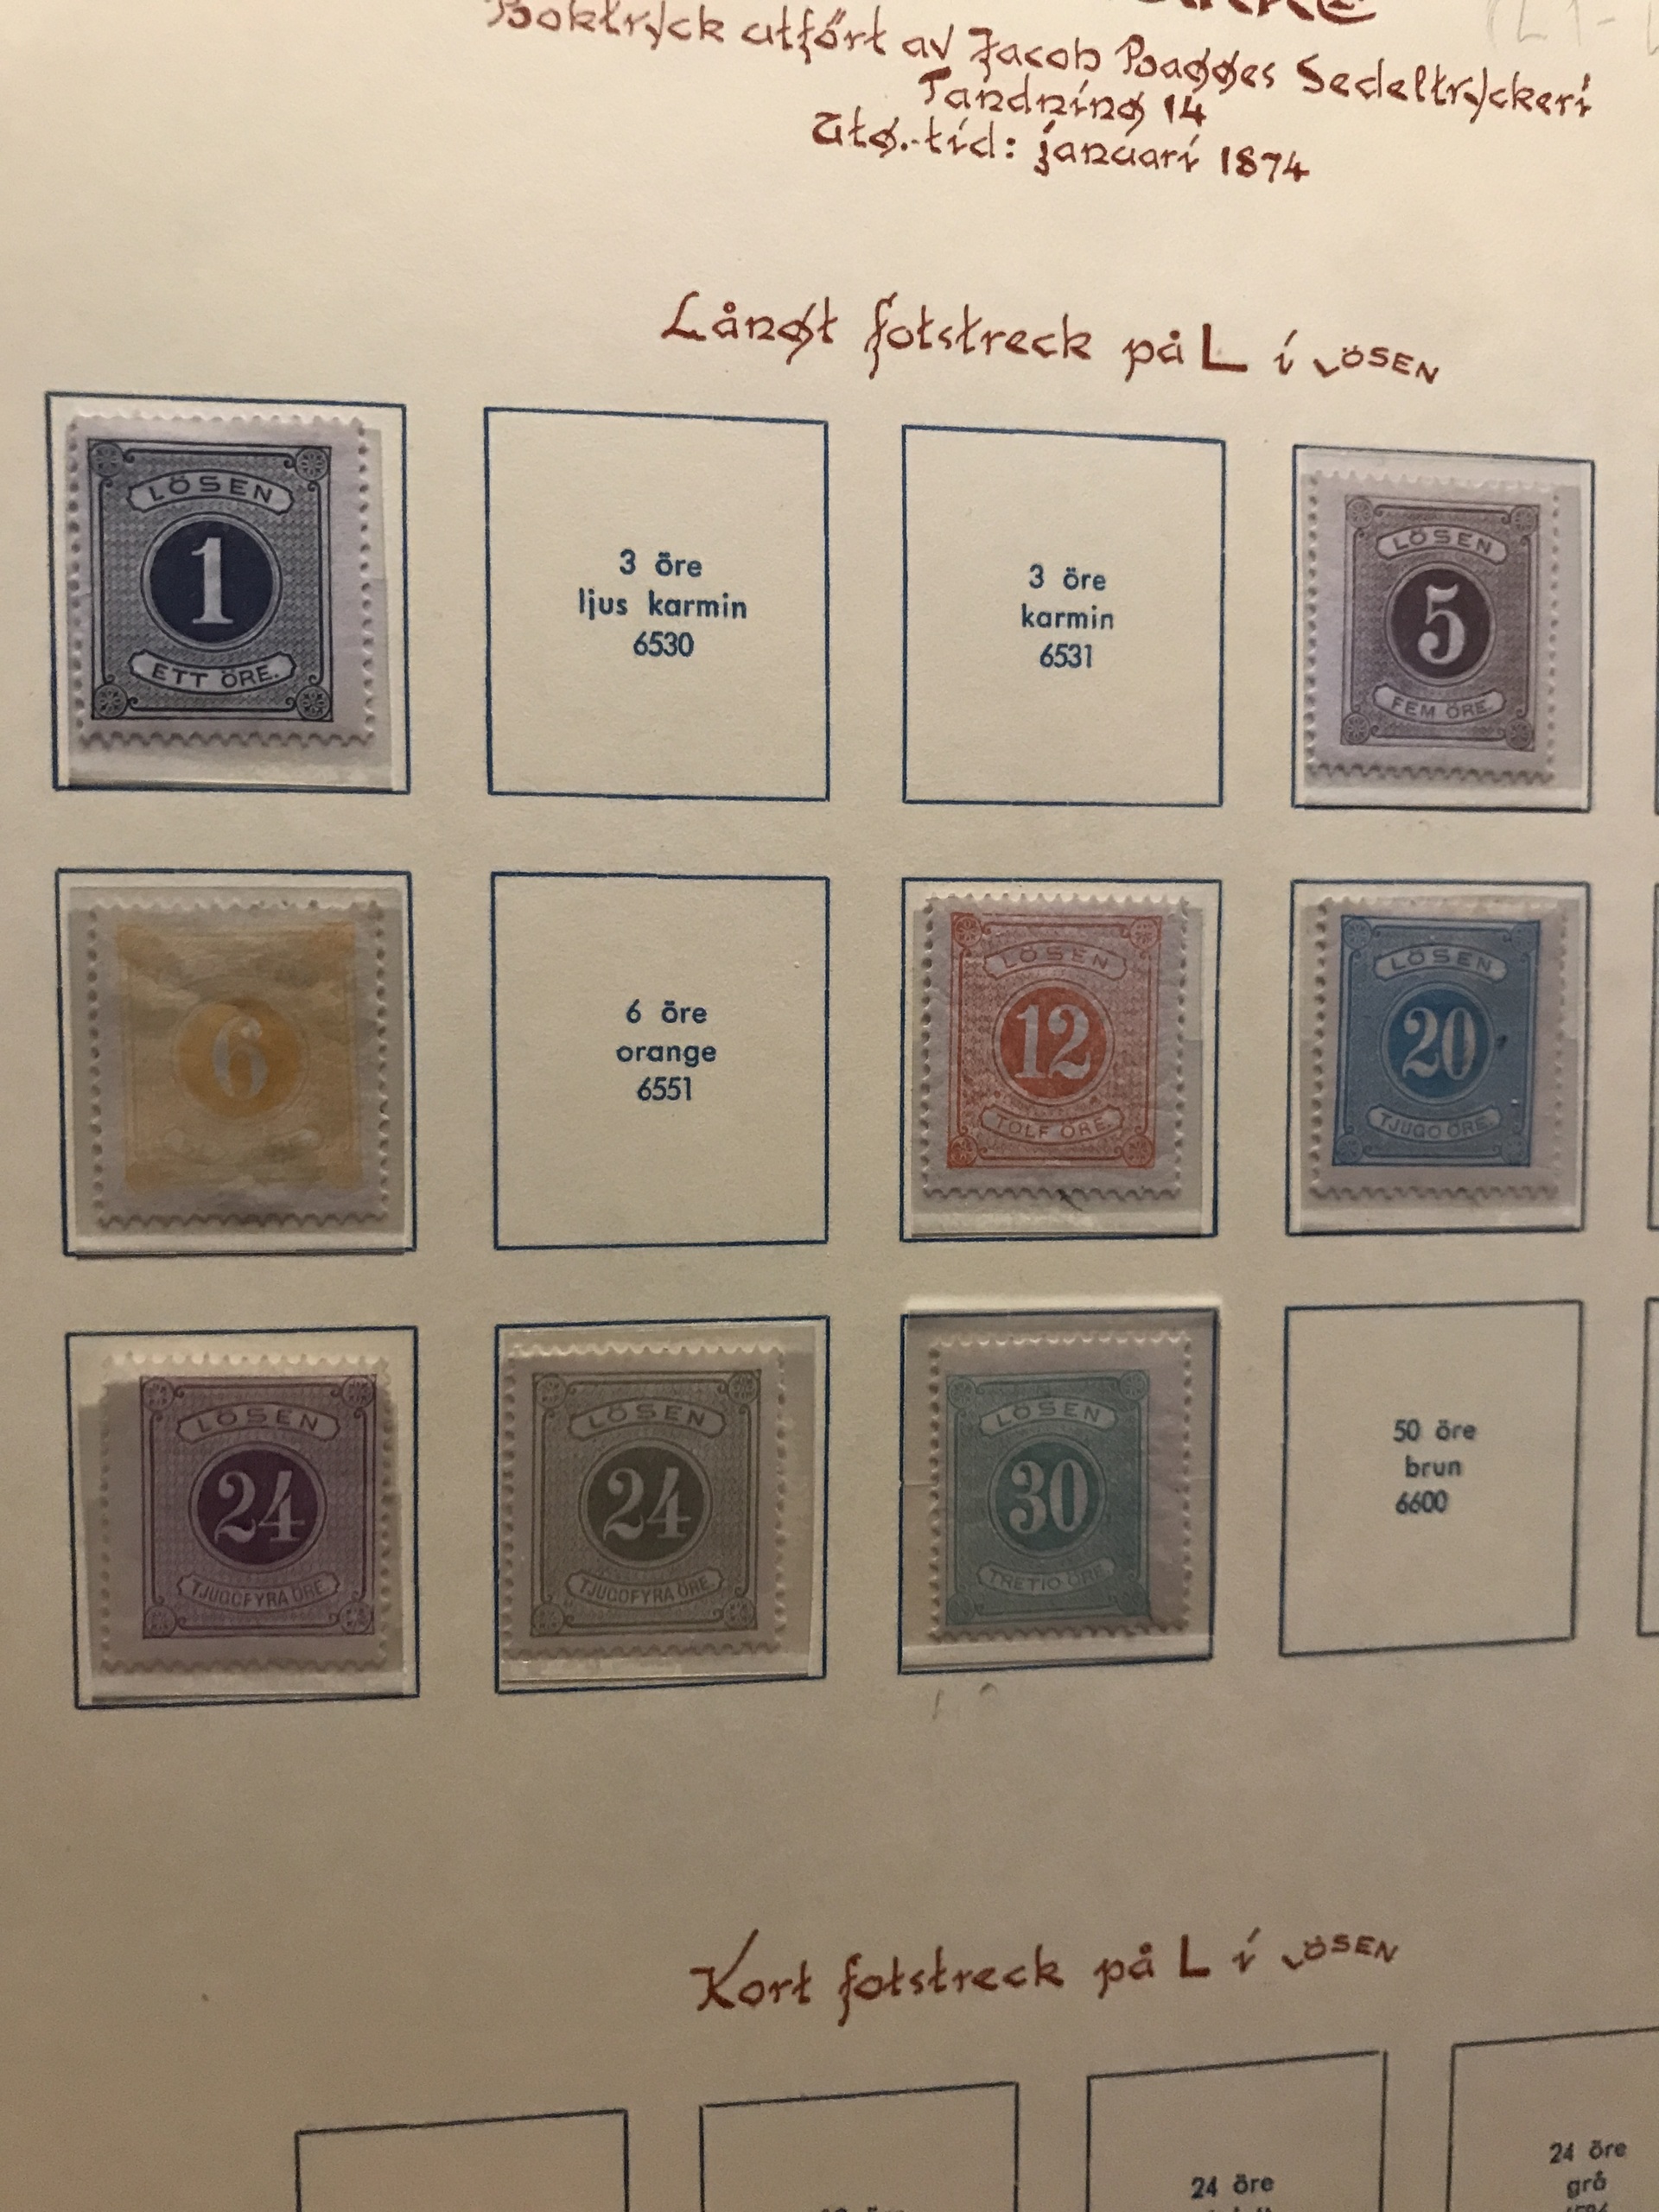 Boktryck utfört av Jacob Bagges Sedeltryckeri
Tandning 14
Utg.-tid: januari 1874
Långt fotstreck på L i LÖSEN
LÖSEN
1
ETT ÖRE.
3 öre
ljus karmin
6530
3 öre
karmin
6531
LÖSEN
5
FEM ÖRE.
6
6 öre
orange
6551
LÖSEN
12
TOLF ÖRE.
LÖSEN
20
TJUGO ÖRE.
LÖSEN
24
TJUGOFYRA ÖRE.
LÖSEN
24
TJUGOFYRA ÖRE.
LÖSEN
30
TRETIO ÖRE.
50 öre
brun
6600
Kort fotstreck på L i LÖSEN
24 öre
24 öre
grå